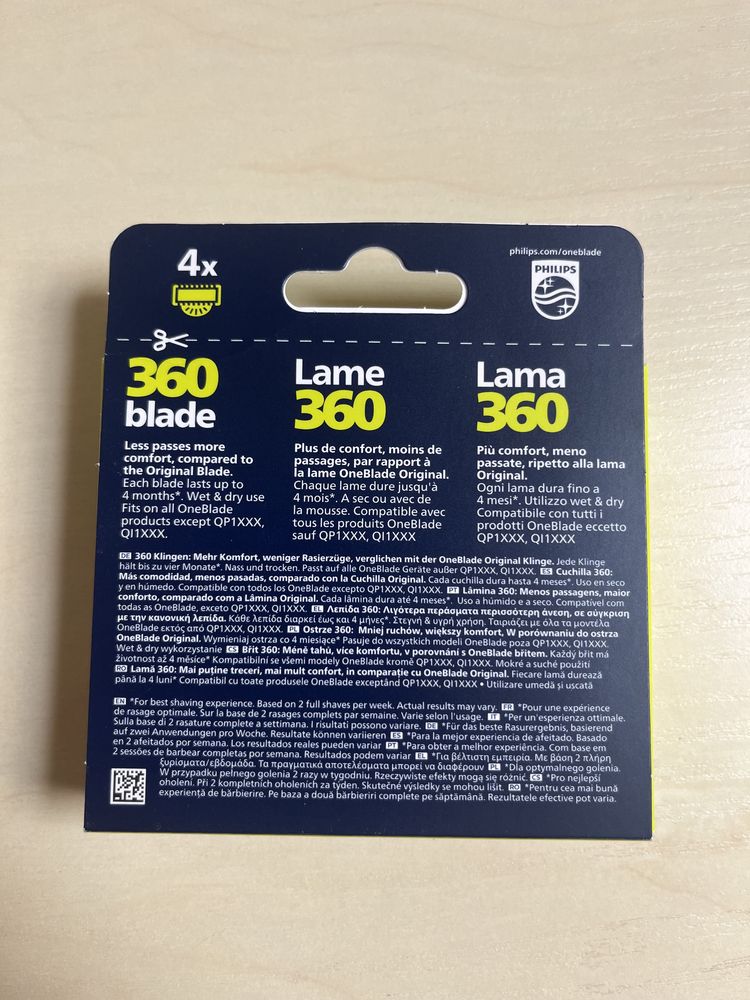 4x
philips.com/oneblade
PHILIPS
360
blade
Less passes more
comfort, compared to
the Original Blade.
Each blade lasts up to
4 months*. Wet & dry use
Fits on all OneBlade
products except QP1XXX,
QI1XXX
Lame
360
Plus de confort, moins de
passages, par rapport à
la lame OneBlade Original.
Chaque lame dure jusqu'à
4 mois*. A sec ou avec de
la mousse. Compatible avec
tous les produits OneBlade
sauf QP1XXX, QI1XXX
Lama
360
Più comfort, meno
passate, ripetto alla lama
Original.
Ogni lama dura fino a
4 mesi*. Utilizzo wet & dry
Compatibile con tutti i
prodotti OneBlade eccetto
QP1XXX, QI1XXX
DE 360 Klingen: Mehr Komfort, weniger Rasierzüge, verglichen mit der OneBlade Original Klinge. Jede Klinge
hält bis zu vier Monate*. Nass und trocken. Passt auf alle OneBlade Geräte außer QP1XXX, QI1XXX. ES Cuchilla 360:
Más comodidad, menos pasadas, comparado con la Cuchilla Original. Cada cuchilla dura hasta 4 meses*. Uso en seco
y en húmedo. Compatible con todos los OneBlade excepto QP1XXX, QI1XXX. PT Lâmina 360: Menos passagens, maior
conforto, comparado com a Lâmina Original. Cada lâmina dura até 4 meses*. Uso a húmido e a seco. Compatível com
todas as OneBlade, exceto QP1XXX, QI1XXX. EL Λεπίδα 360: Λιγότερα περάσματα περισσότερη άνεση, σε σύγκριση
με την κανονική λεπίδα. Κάθε λεπίδα διαρκεί έως και 4 μήνες*. Στεγνή & υγρή χρήση. Ταιριάζει με όλα τα μοντέλα
OneBlade εκτός από QP1XXX, QI1XXX. PL Ostrze 360: Mniej ruchów, większy komfort, W porównaniu do ostrza
OneBlade Original. Wymieniaj ostrza co 4 miesiące* Pasuje do wszystkich modeli OneBlade poza QP1XXX, QI1XXX.
Wet & dry wykorzystanie CS Břit 360: Méně tahů, více komfortu, v porovnání s OneBlade břitem. Každý břit má
životnost až 4 měsíce* Kompatibilní se všemi modely OneBlade kromě QP1XXX, QI1XXX. Mokré a suché použití
RO Lamă 360: Mai puține treceri, mai mult confort, in comparație cu OneBlade Original. Fiecare lamă durează
până la 4 luni* Compatibil cu toate produsele OneBlade exceptând QP1XXX, QI1XXX • Utilizare umedă și uscată
EN *For best shaving experience. Based on 2 full shaves per week. Actual results may vary. FR *Pour une expérience
de rasage optimale. Sur la base de 2 rasages complets par semaine. Varie selon l'usage. IT *Per un'esperienza ottimale.
Sulla base di 2 rasature complete a settimana. I risultati possono variare. DE *Für das beste Rasurergebnis, basierend
auf zwei Anwendungen pro Woche. Resultate können variieren ES *Para la mejor experiencia de afeitado. Basado
en 2 afeitados por semana. Los resultados reales pueden variar PT *Para obter a melhor experiência. Com base em
2 sessões de barbear completas por semana. Resultados podem variar EL *Για βέλτιστη εμπειρία. Με βάση 2 πλήρη
ξυρίσματα/εβδομάδα. Τα πραγματικά αποτελέσματα μπορεί να διαφέρουν PL *Dla optymalnego golenia.
W przypadku pełnego golenia 2 razy w tygodniu. Rzeczywiste efekty mogą się różnić. CS *Pro nejlepší
oholení. Při 2 kompletních oholeních za týden. Skutečné výsledky se mohou lišit. RO *Pentru cea mai bună
experiență de bărbierire. Pe baza a două bărbieriri complete pe săptămână. Rezultatele efective pot varia.